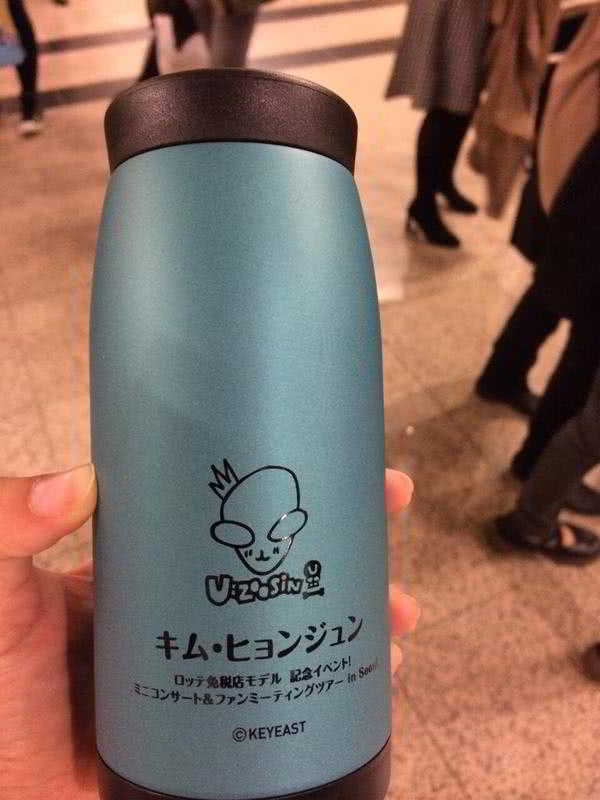 U:Zoosin
キム・ヒョンジュン
ロッテ免税店モデル 記念イベント!
ミニコンサート&ファンミーティングツアー in Seoul
©KEYEAST